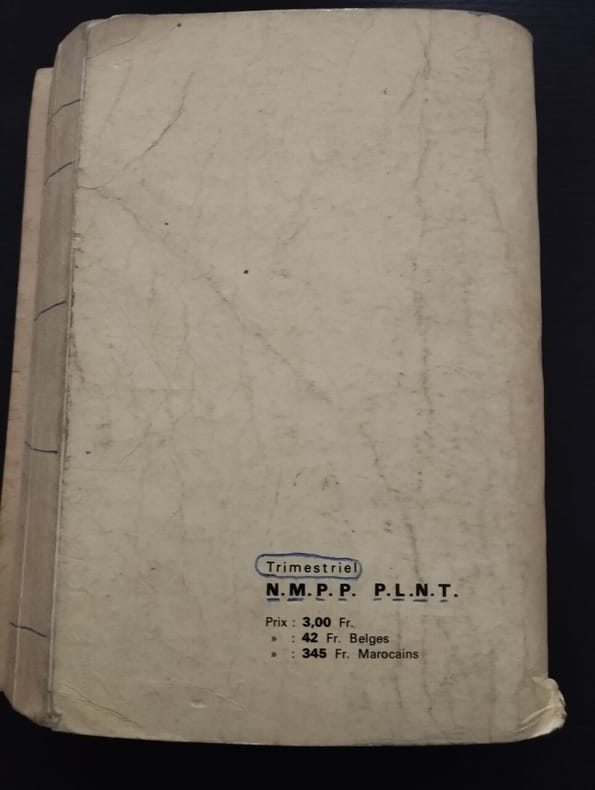 Trimestriel
N.M.P.P. P.L.N.T.
Prix : 3,00 Fr.
» : 42 Fr. Belges
» : 345 Fr. Marocains